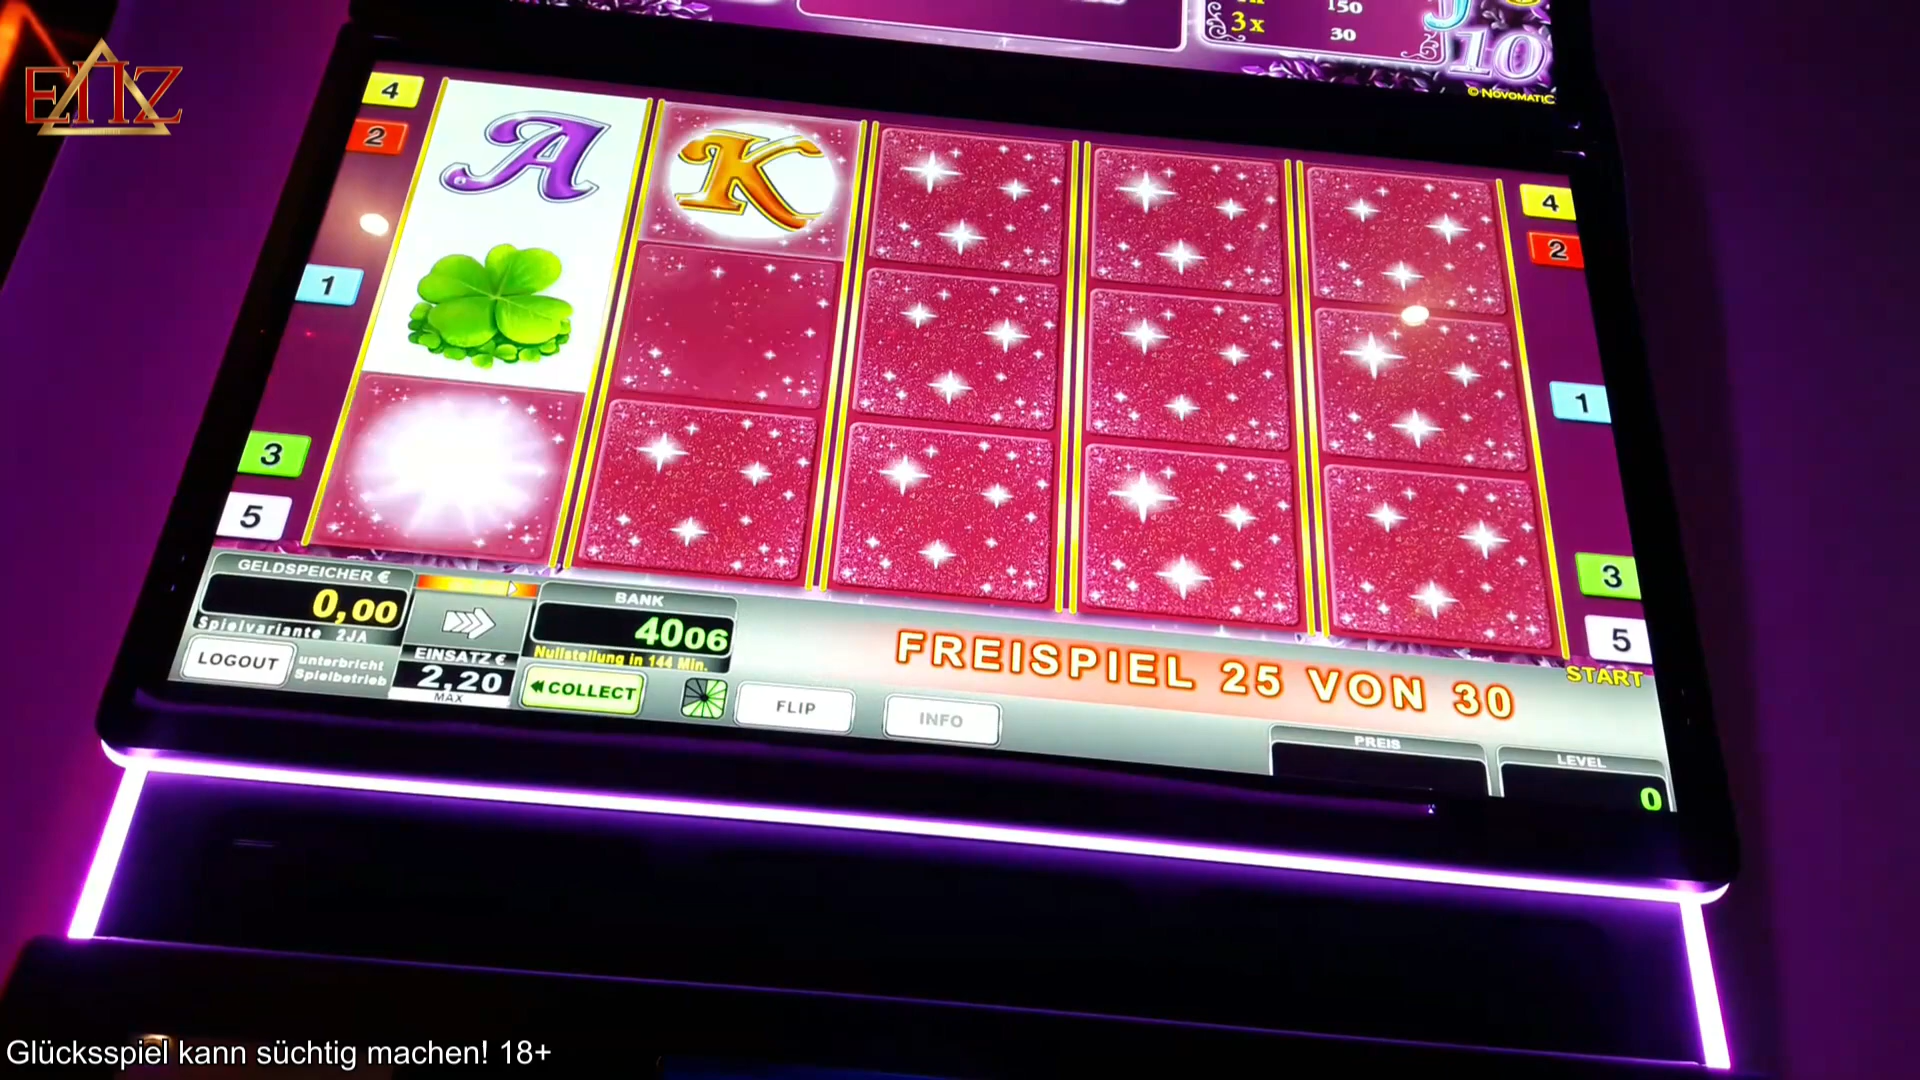 150
3x 30
10
© NOVOMATIC
EПZ
4
2
1
3
5
A
K
4
2
1
3
5
GELDSPEICHER €
0,00
Spielvariante 2JA
LOGOUT
unterbricht
Spielbetrieb
EINSATZ €
2,20
MAX
BANK
4006
Nullstellung in 144 Min.
COLLECT
FLIP
INFO
FREISPIEL 25 VON 30
START
PREIS
LEVEL
0
Glücksspiel kann süchtig machen! 18+